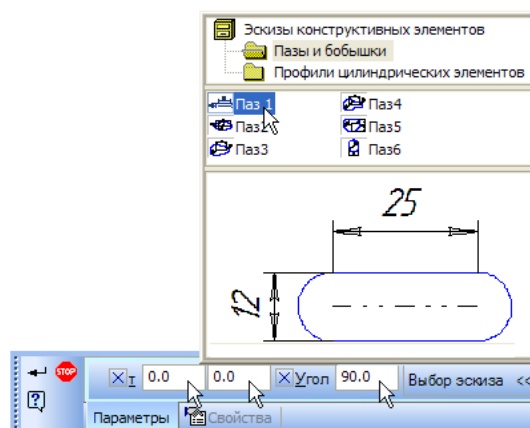 Эскизы конструктивных элементов
Пазы и бобышки
Профили цилиндрических элементов
Паз 1 Паз4
Паз2 Паз5
Паз3 Паз6
25
12
STOP т 0.0 0.0 Угол 90.0 Выбор эскиза <<
Параметры Свойства